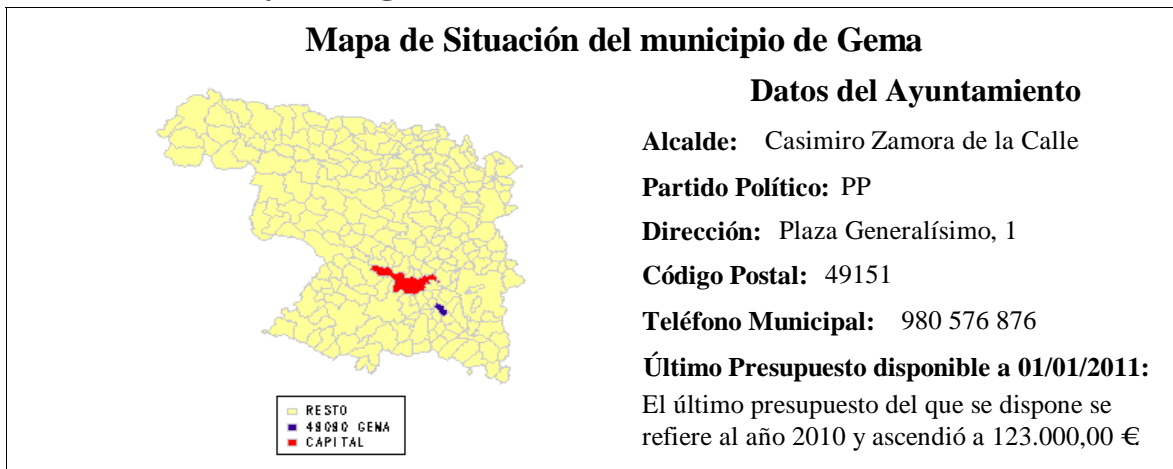 Mapa de Situación del municipio de Gema
Datos del Ayuntamiento
Alcalde: Casimiro Zamora de la Calle
Partido Político: PP
Dirección: Plaza Generalísimo, 1
Código Postal: 49151
Teléfono Municipal: 980 576 876
Último Presupuesto disponible a 01/01/2011:
El último presupuesto del que se dispone se
refiere al año 2010 y ascendió a 123.000,00 €
RESTO
49090 GEMA
CAPITAL